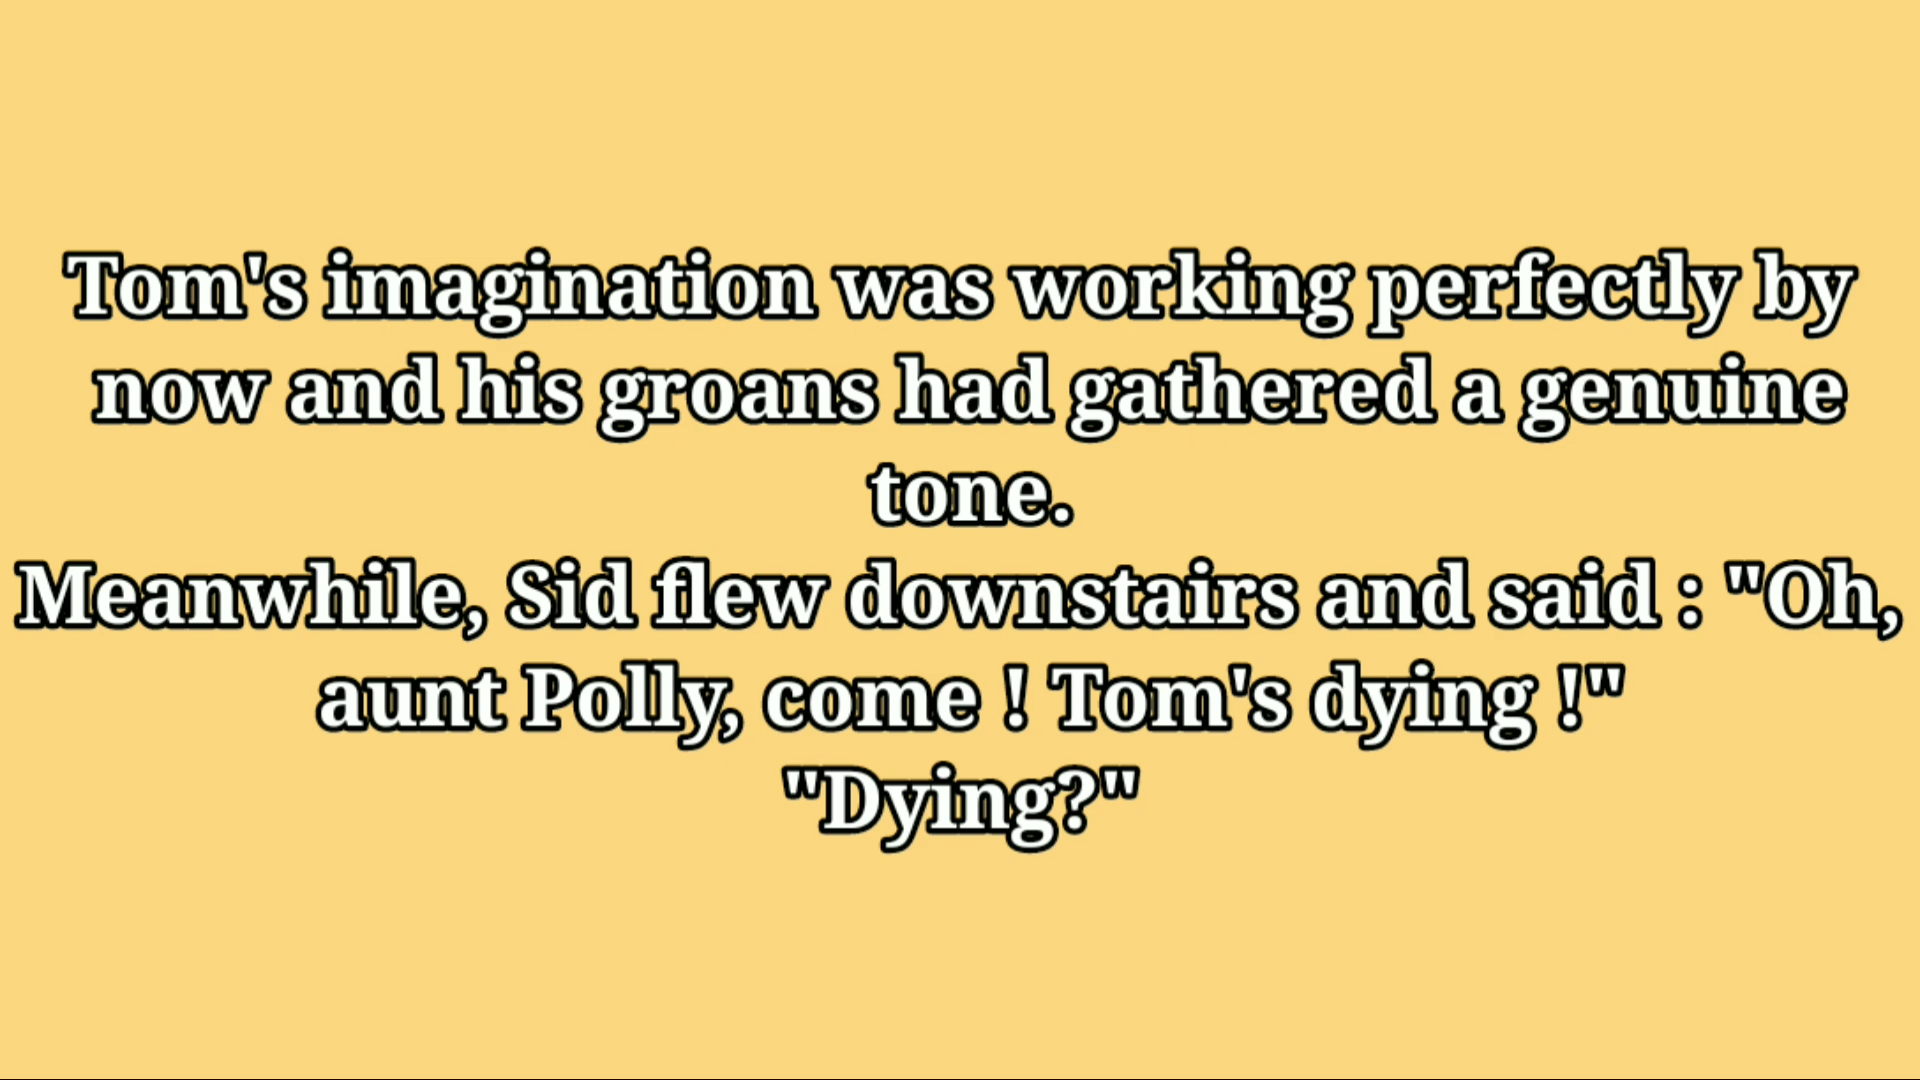 Tom's imagination was working perfectly by
now and his groans had gathered a genuine
tone.
Meanwhile, Sid flew downstairs and said : "Oh,
aunt Polly, come ! Tom's dying !"
"Dying?"